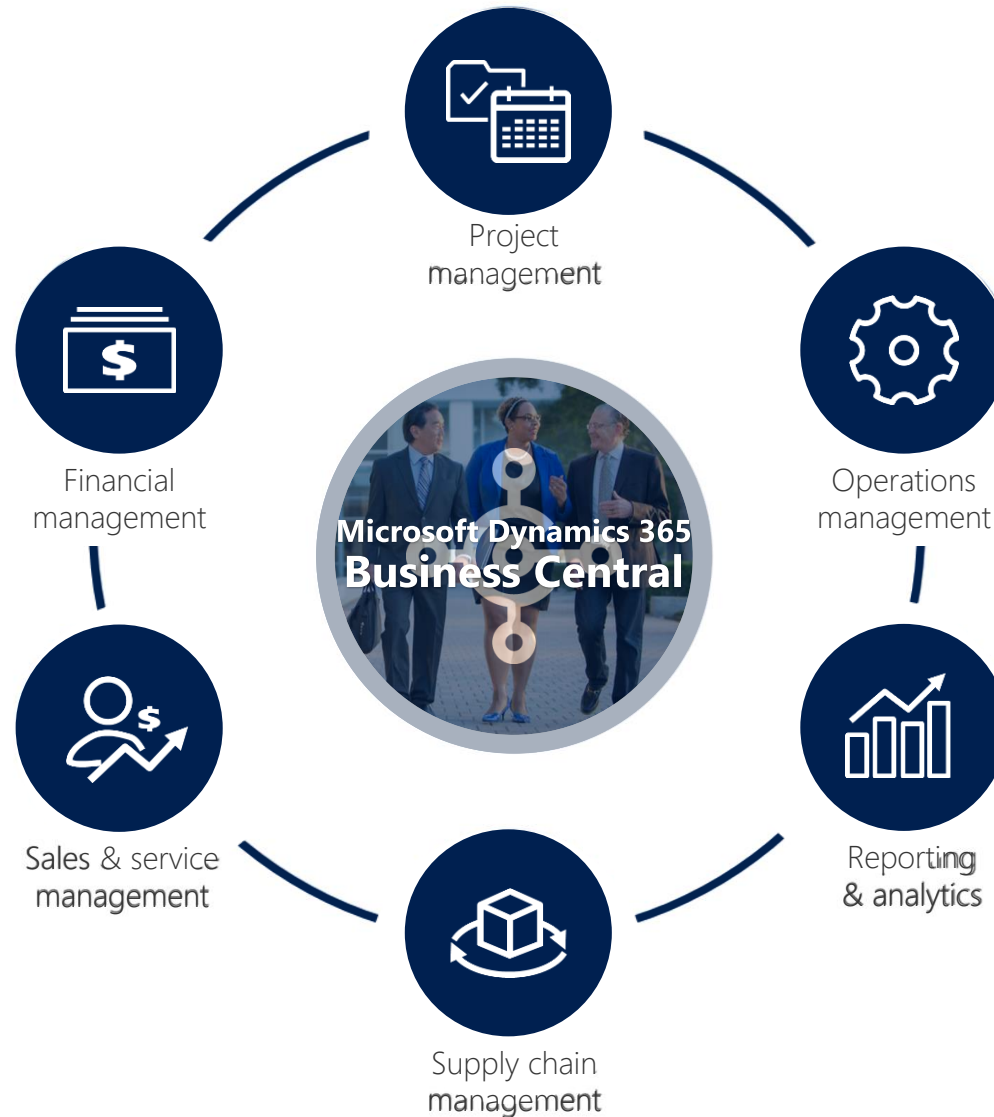 Project
management
Financial
management
Operations
management
Microsoft Dynamics 365
Business Central
Sales & service
management
Reporting
& analytics
Supply chain
management